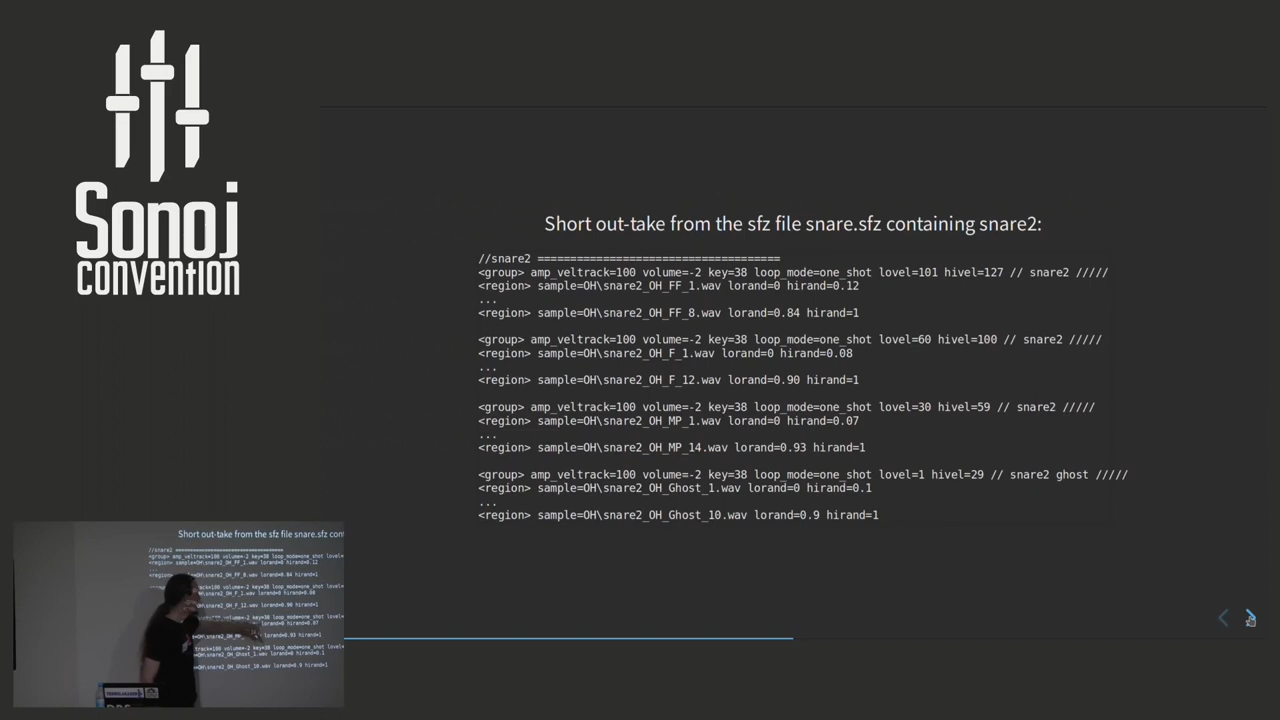 Sonoj
convention
Short out-take from the sfz file snare.sfz containing snare2:
//snare2 =====================================
<group> amp_veltrack=100 volume=-2 key=38 loop_mode=one_shot lovel=101 hivel=127 // snare2 /////
<region> sample=OH\snare2_OH_FF_1.wav lorand=0 hirand=0.12
...
<region> sample=OH\snare2_OH_FF_8.wav lorand=0.84 hirand=1
<group> amp_veltrack=100 volume=-2 key=38 loop_mode=one_shot lovel=60 hivel=100 // snare2 /////
<region> sample=OH\snare2_OH_F_1.wav lorand=0 hirand=0.08
...
<region> sample=OH\snare2_OH_F_12.wav lorand=0.90 hirand=1
<group> amp_veltrack=100 volume=-2 key=38 loop_mode=one_shot lovel=30 hivel=59 // snare2 /////
<region> sample=OH\snare2_OH_MP_1.wav lorand=0 hirand=0.07
...
<region> sample=OH\snare2_OH_MP_14.wav lorand=0.93 hirand=1
<group> amp_veltrack=100 volume=-2 key=38 loop_mode=one_shot lovel=1 hivel=29 // snare2 ghost /////
<region> sample=OH\snare2_OH_Ghost_1.wav lorand=0 hirand=0.1
...
<region> sample=OH\snare2_OH_Ghost_10.wav lorand=0.9 hirand=1
Short out-take from the sfz file snare.sfz cont